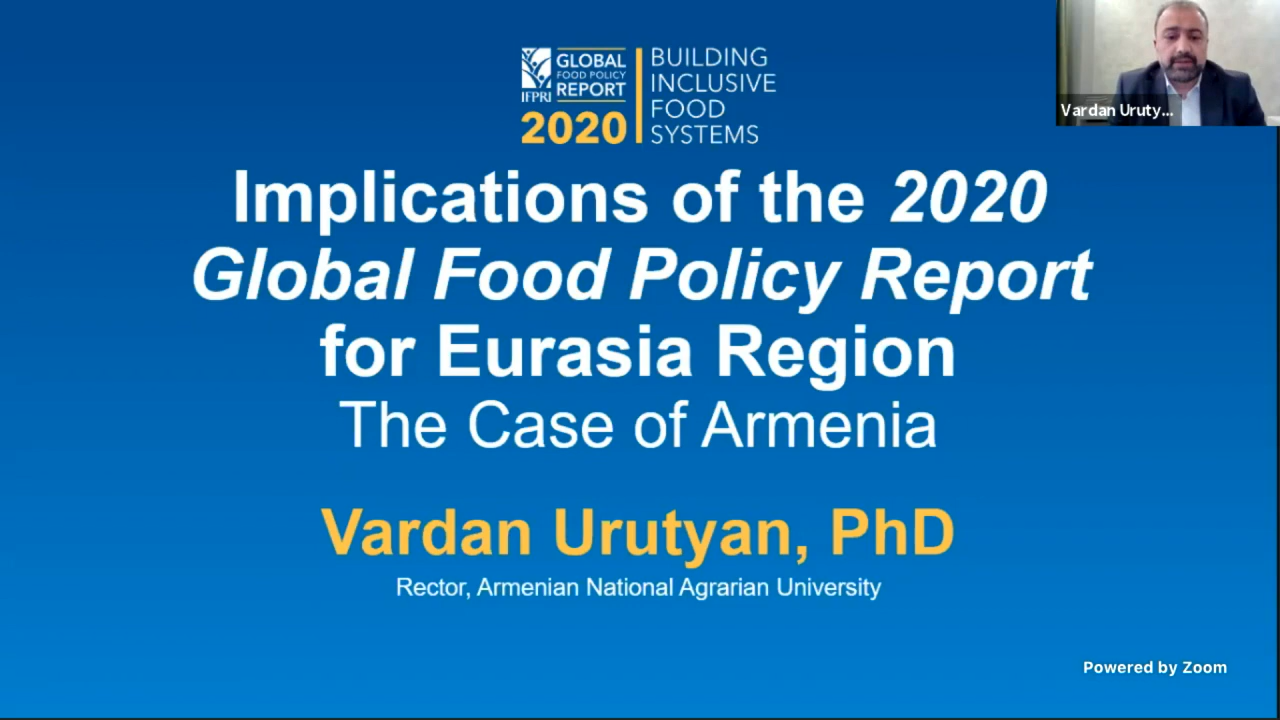 IFPRI
GLOBAL
FOOD POLICY
REPORT
2020
BUILDING
INCLUSIVE
FOOD
SYSTEMS
Vardan Uruty...
Implications of the 2020
Global Food Policy Report
for Eurasia Region
The Case of Armenia
Vardan Urutyan, PhD
Rector, Armenian National Agrarian University
Powered by Zoom